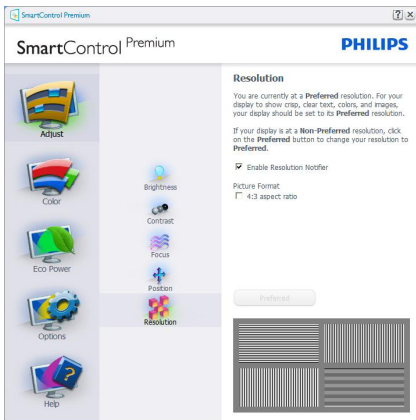 SmartControl Premium
SmartControl Premium
PHILIPS
Adjust
Color
Eco Power
Options
Help
Brightness
Contrast
Focus
Position
Resolution
Resolution
You are currently at a Preferred resolution. For your
display to show crisp, clear text, colors, and images,
your display should be set to its Preferred resolution.
If your display is at a Non-Preferred resolution, click
on the Preferred button to change your resolution to
Preferred.
Enable Resolution Notifier
Picture Format
4:3 aspect ratio
Preferred